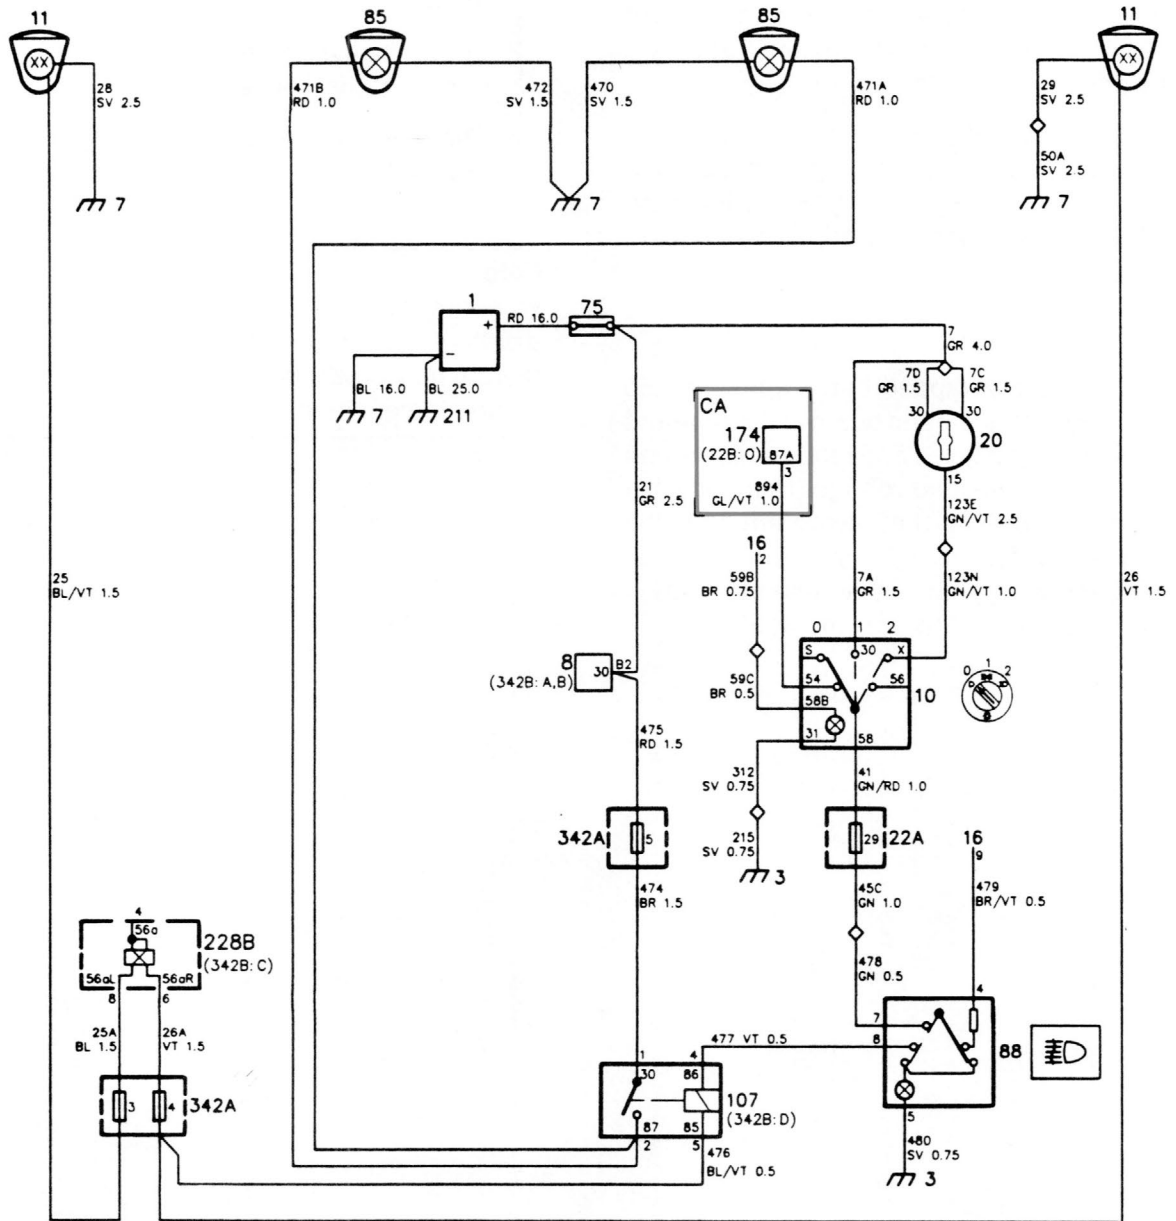 11
85
85
11
XX
XX
28
SV 2.5
471B
RD 1.0
472
SV 1.5
470
SV 1.5
471A
RD 1.0
29
SV 2.5
50A
SV 2.5
7
7
7
1
+
−
RD 16.0
75
7
GR 4.0
BL 16.0
BL 25.0
7
211
7D
GR 1.5
7C
GR 1.5
30
30
20
15
CA
174
(22B:O)
87A
3
894
GL/VT 1.0
21
GR 2.5
123E
GN/VT 2.5
16
2
59B
BR 0.75
7A
GR 1.5
123N
GN/VT 1.0
25
BL/VT 1.5
26
VT 1.5
0
1
2
S
30
X
54
56
58B
31
58
10
0
1
2
8
30
B2
(342B:A,B)
59C
BR 0.5
475
RD 1.5
312
SV 0.75
41
GN/RD 1.0
342A
5
215
SV 0.75
3
29
22A
16
9
474
BR 1.5
45C
GN 1.0
479
BR/VT 0.5
4
56a
228B
(342B:C)
56aL
56aR
8
6
478
GN 0.5
25A
BL 1.5
26A
VT 1.5
4
7
8
88
5
477 VT 0.5
1
4
30
86
107
(342B:D)
87
85
2
5
3
4
342A
476
BL/VT 0.5
480
SV 0.75
3